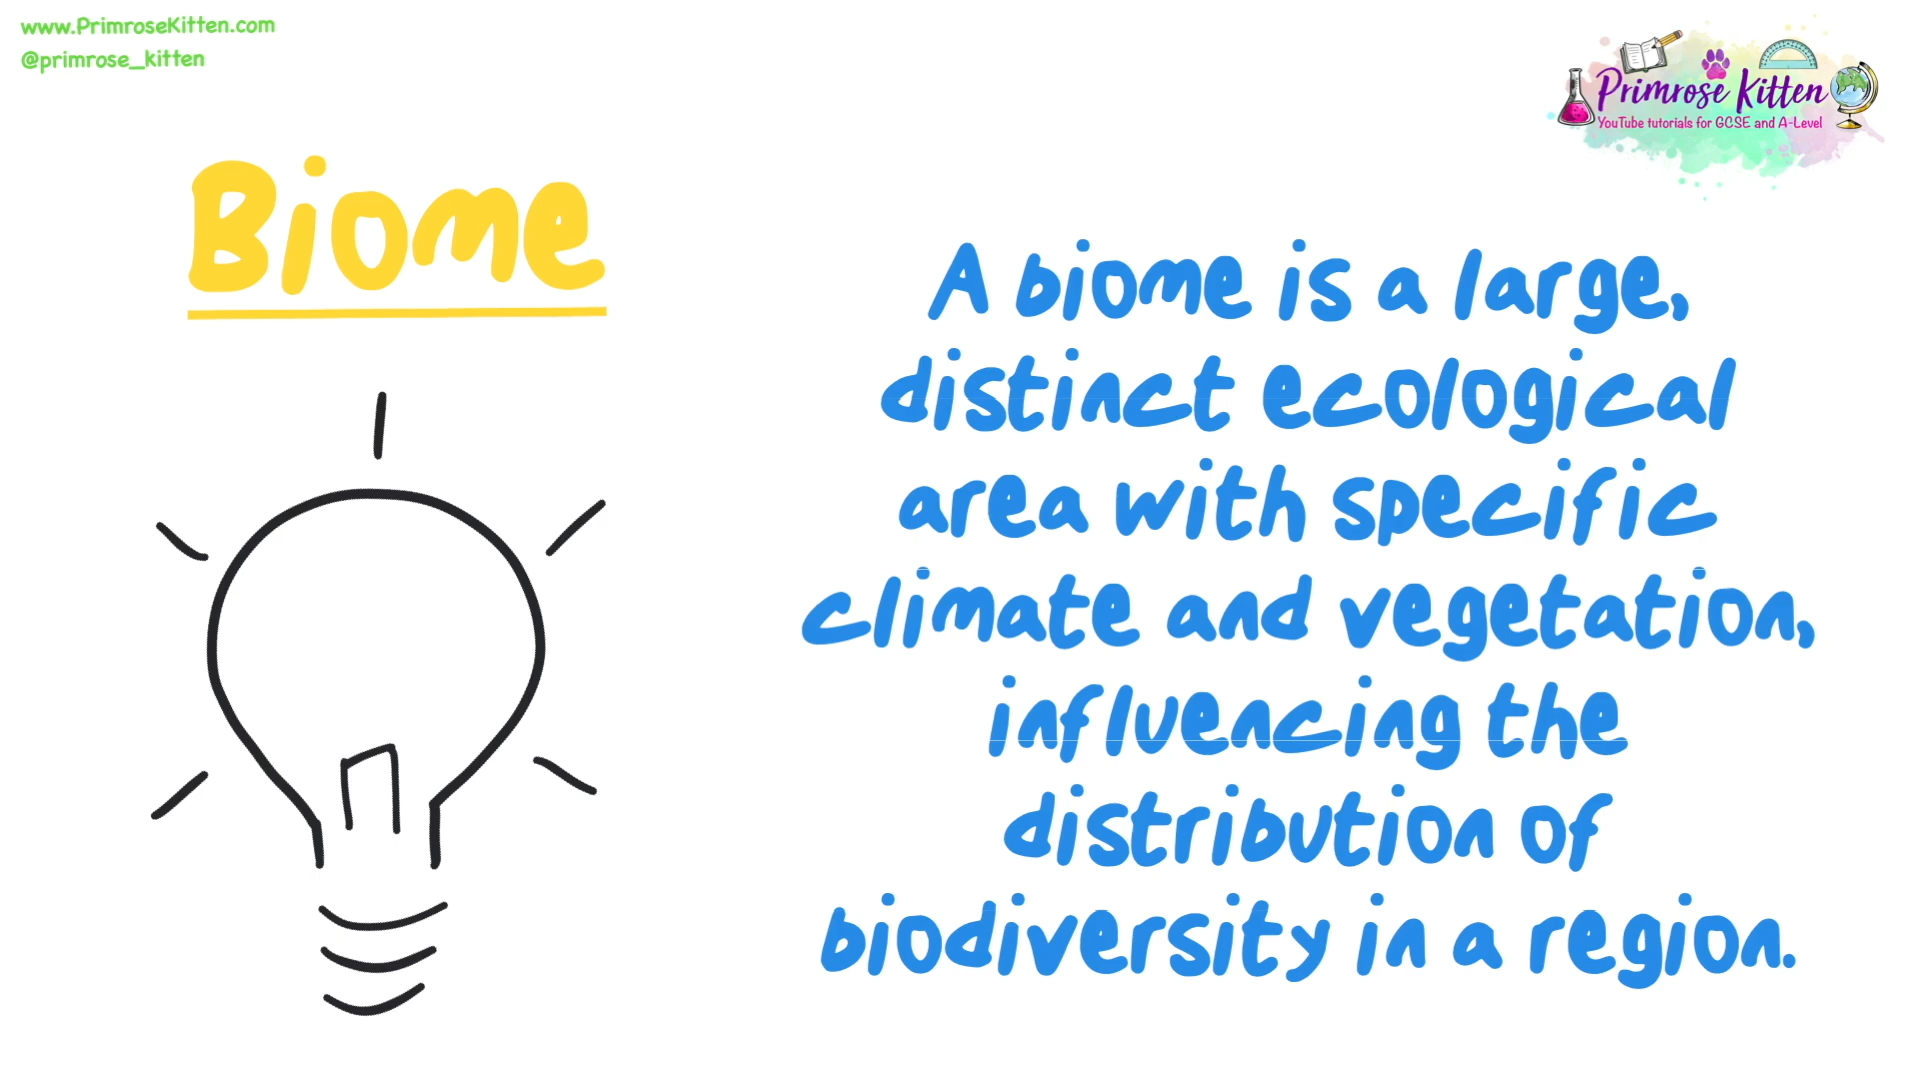 www.PrimroseKitten.com
@primrose_kitten
Primrose Kitten
YouTube tutorials for GCSE and A-Level
Biome
A biome is a large,
distinct ecological
area with specific
climate and vegetation,
influencing the
distribution of
biodiversity in a region.